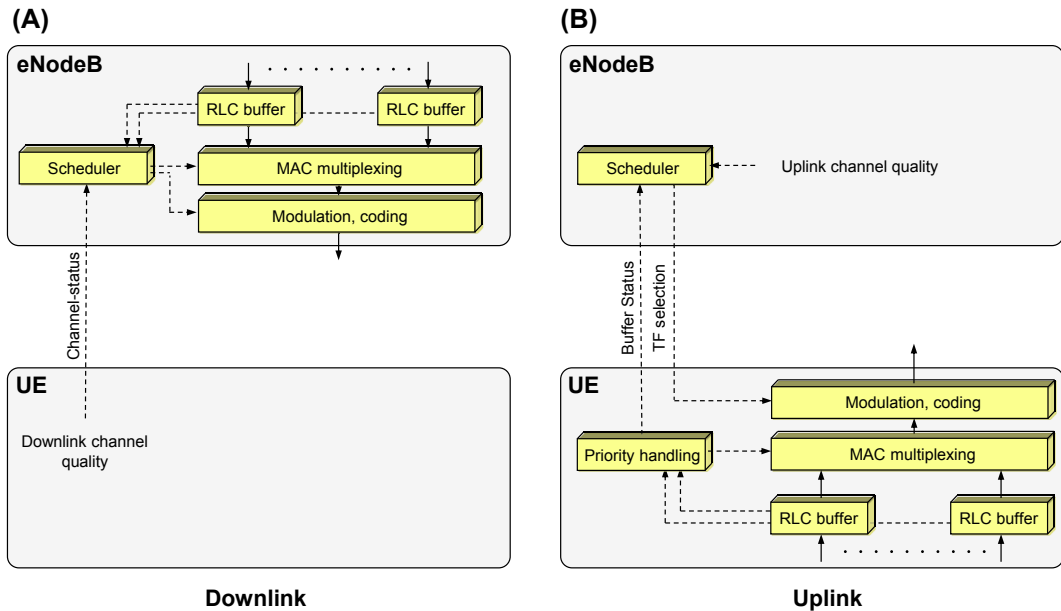 (A)
eNodeB
RLC buffer
RLC buffer
Scheduler
MAC multiplexing
Modulation, coding
Channel-status
UE
Downlink channel
quality
Downlink
(B)
eNodeB
Scheduler
Uplink channel quality
Buffer Status
TF selection
UE
Modulation, coding
Priority handling
MAC multiplexing
RLC buffer
RLC buffer
Uplink